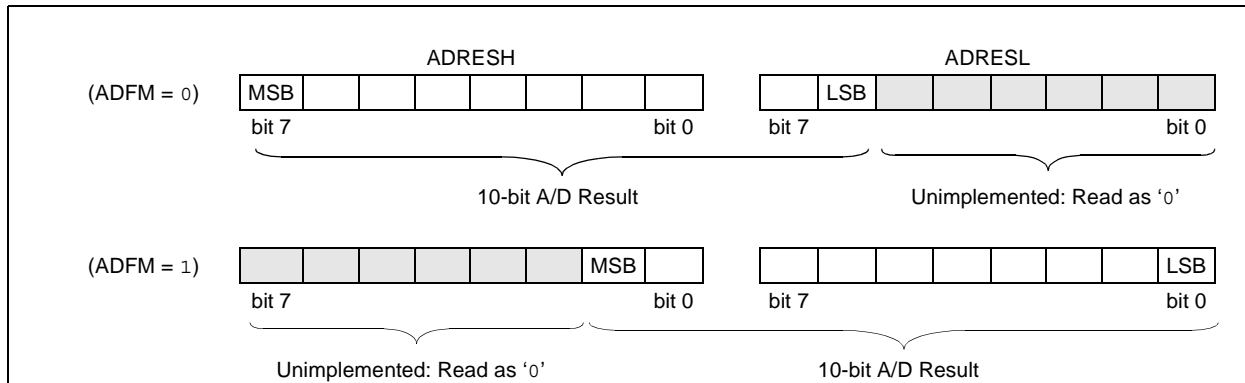 ADRESH ADRESL
(ADFM = 0) MSB LSB
bit 7 bit 0 bit 7 bit 0
10-bit A/D Result Unimplemented: Read as ‘0’
(ADFM = 1) MSB LSB
bit 7 bit 0 bit 7 bit 0
Unimplemented: Read as ‘0’ 10-bit A/D Result